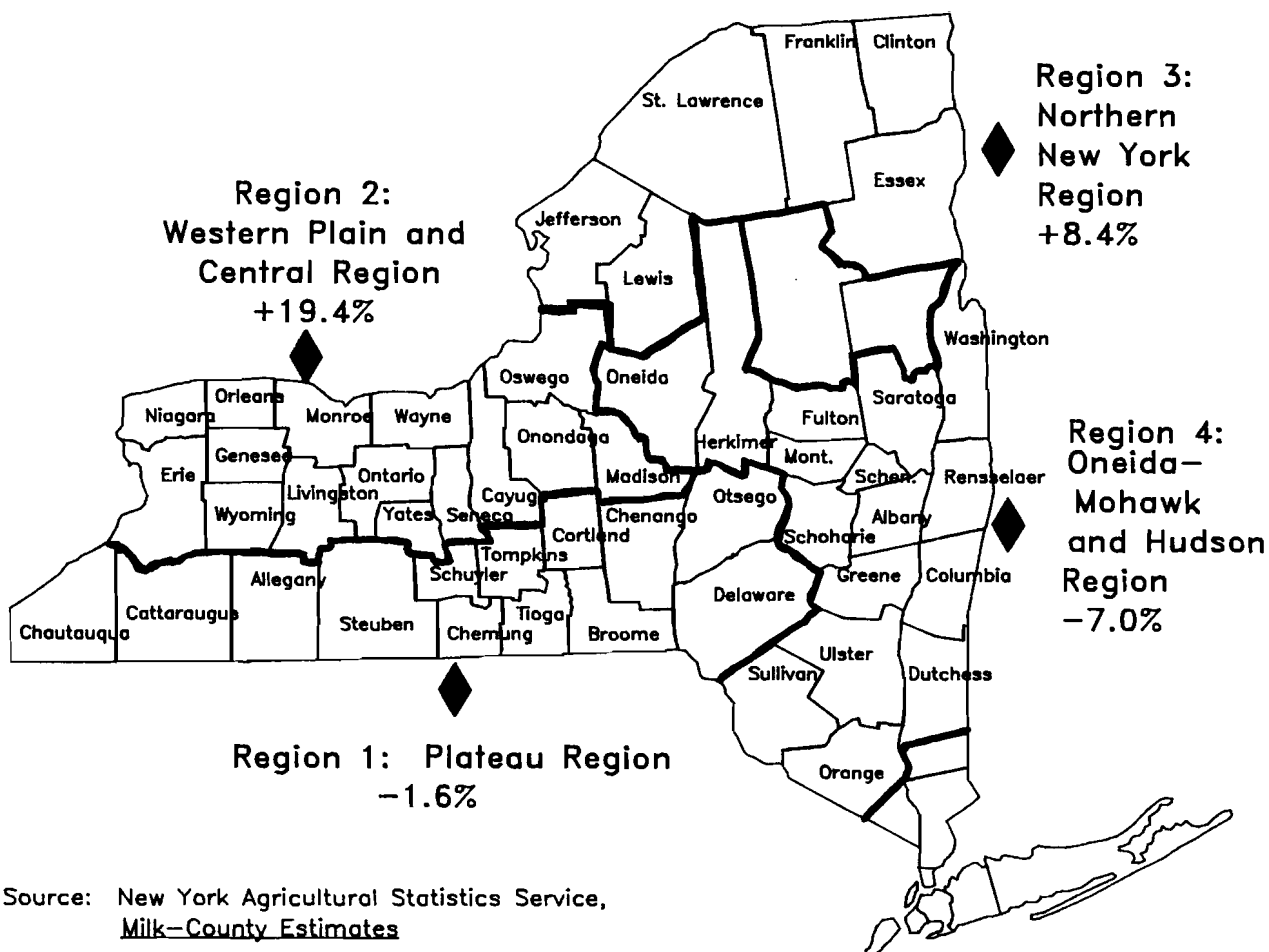 Franklin
Clinton
St. Lawrence
Region 3:
Northern
New York
Region
+8.4%
Essex
Region 2:
Western Plain and
Central Region
+19.4%
Jefferson
Lewis
Washington
Oswego
Oneida
Saratoga
Orleans
Niagara
Monroe
Wayne
Fulton
Onondaga
Herkimer
Mont.
Region 4:
Oneida-
Mohawk
and Hudson
Region
-7.0%
Genesee
Erie
Ontario
Livingston
Madison
Schen.
Rensselaer
Cayug
Otsego
Wyoming
Yates
Seneca
Chenango
Albany
Cortland
Schoharie
Tompkins
Allegany
Schuyler
Greene
Columbia
Cattaraugus
Delaware
Tioga
Steuben
Chautauqua
Chemung
Broome
Ulster
Sullivan
Dutchess
Region 1: Plateau Region
-1.6%
Orange
Source: New York Agricultural Statistics Service,
Milk-County Estimates